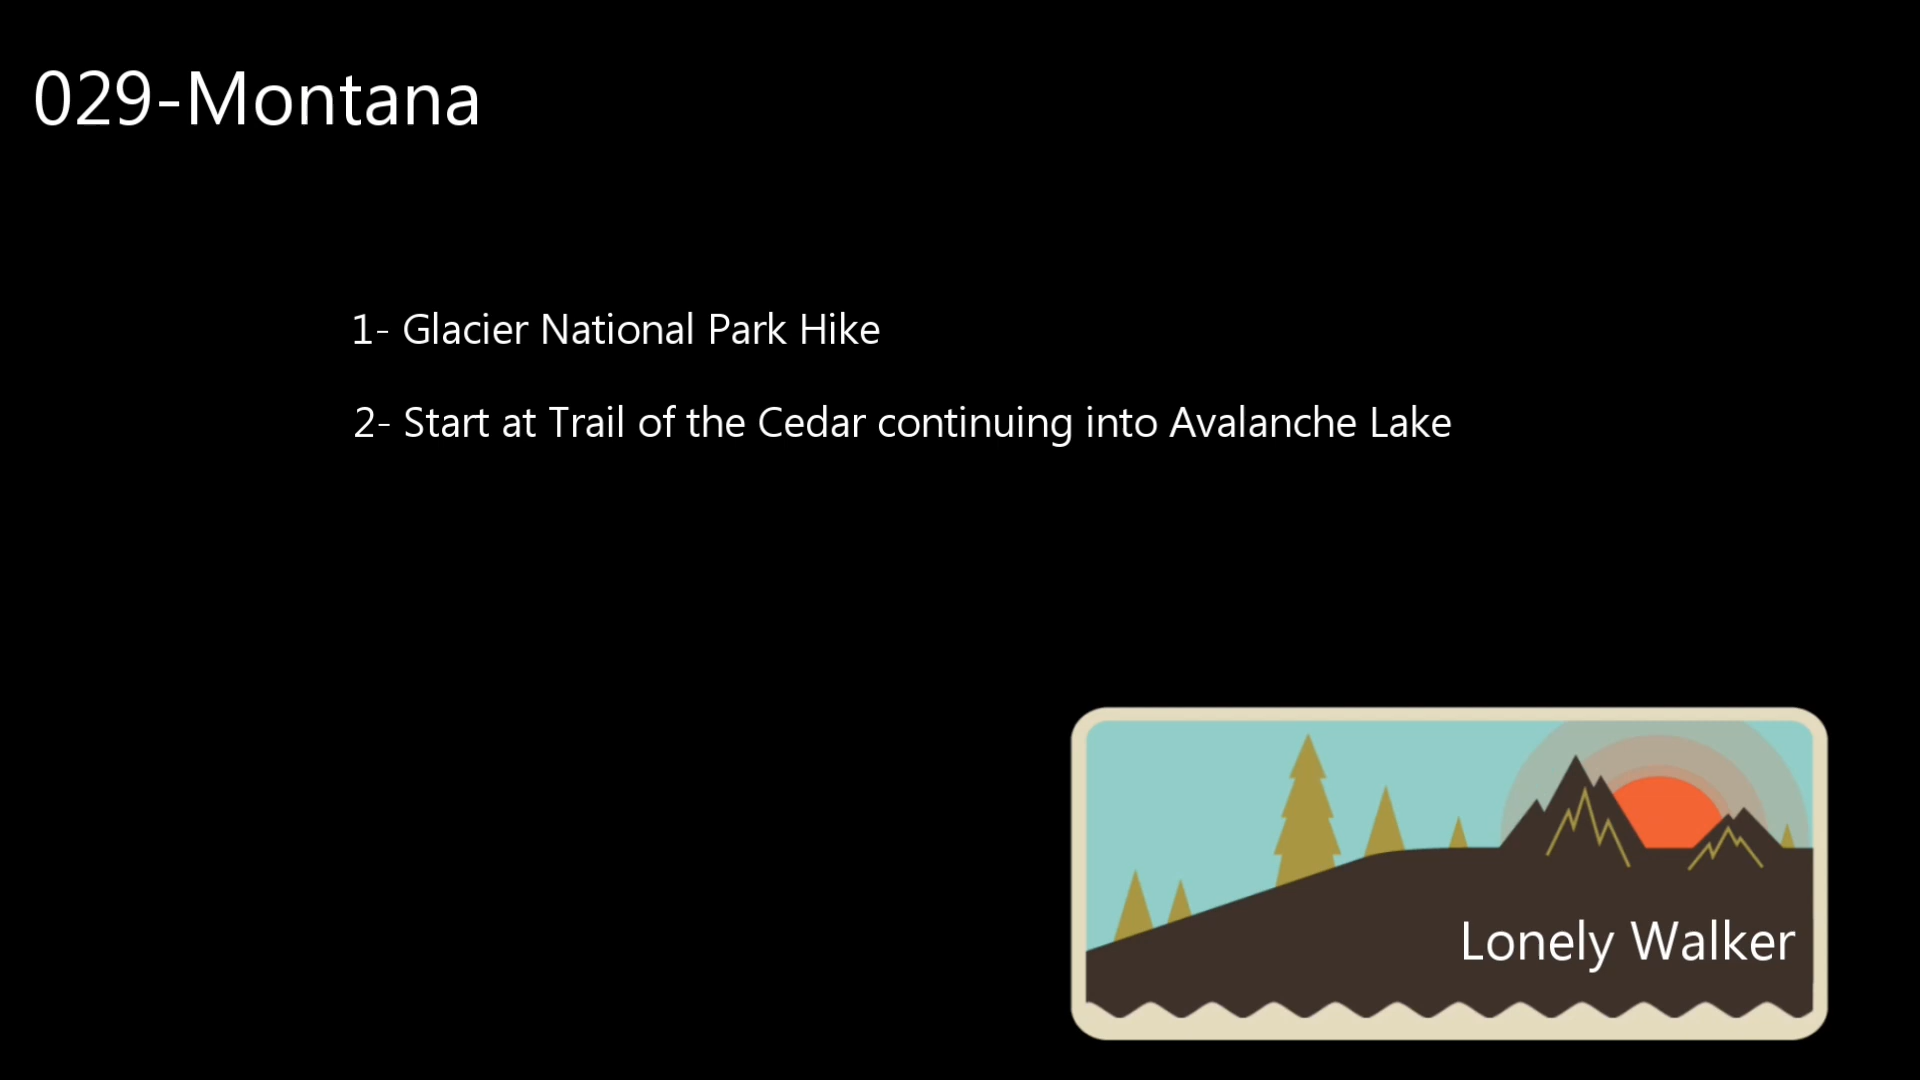 029-Montana
1- Glacier National Park Hike
2- Start at Trail of the Cedar continuing into Avalanche Lake
Lonely Walker